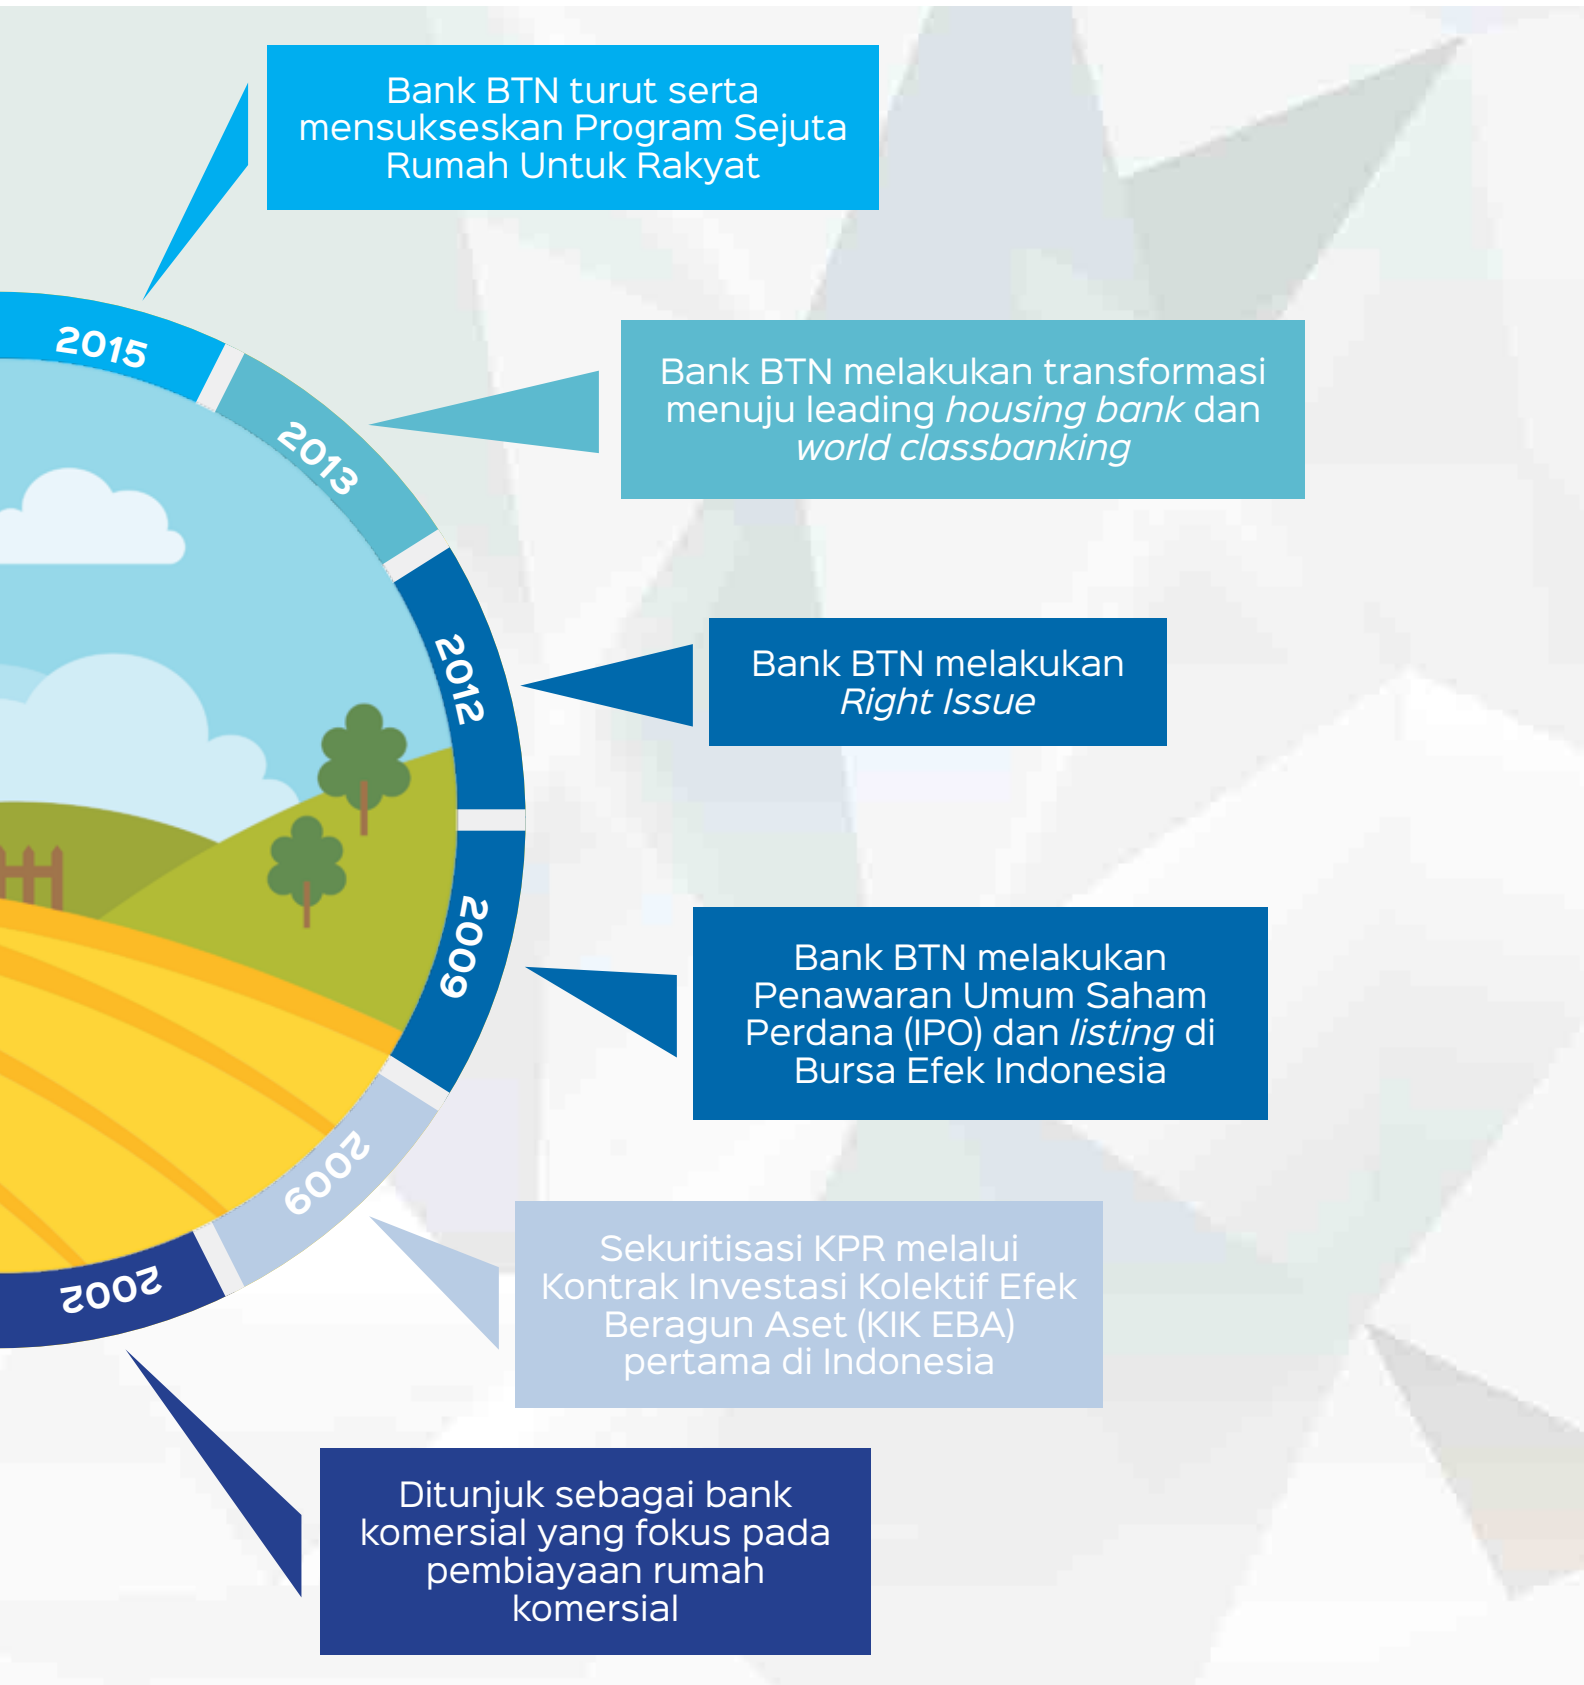 Bank BTN turut serta
mensukseskan Program Sejuta
Rumah Untuk Rakyat
2015
Bank BTN melakukan transformasi
menuju leading housing bank dan
world classbanking
2013
Bank BTN melakukan
Right Issue
2012
Bank BTN melakukan
Penawaran Umum Saham
Perdana (IPO) dan listing di
Bursa Efek Indonesia
2009
Sekuritisasi KPR melalui
Kontrak Investasi Kolektif Efek
Beragun Aset (KIK EBA)
pertama di Indonesia
2009
Ditunjuk sebagai bank
komersial yang fokus pada
pembiayaan rumah
komersial
2002